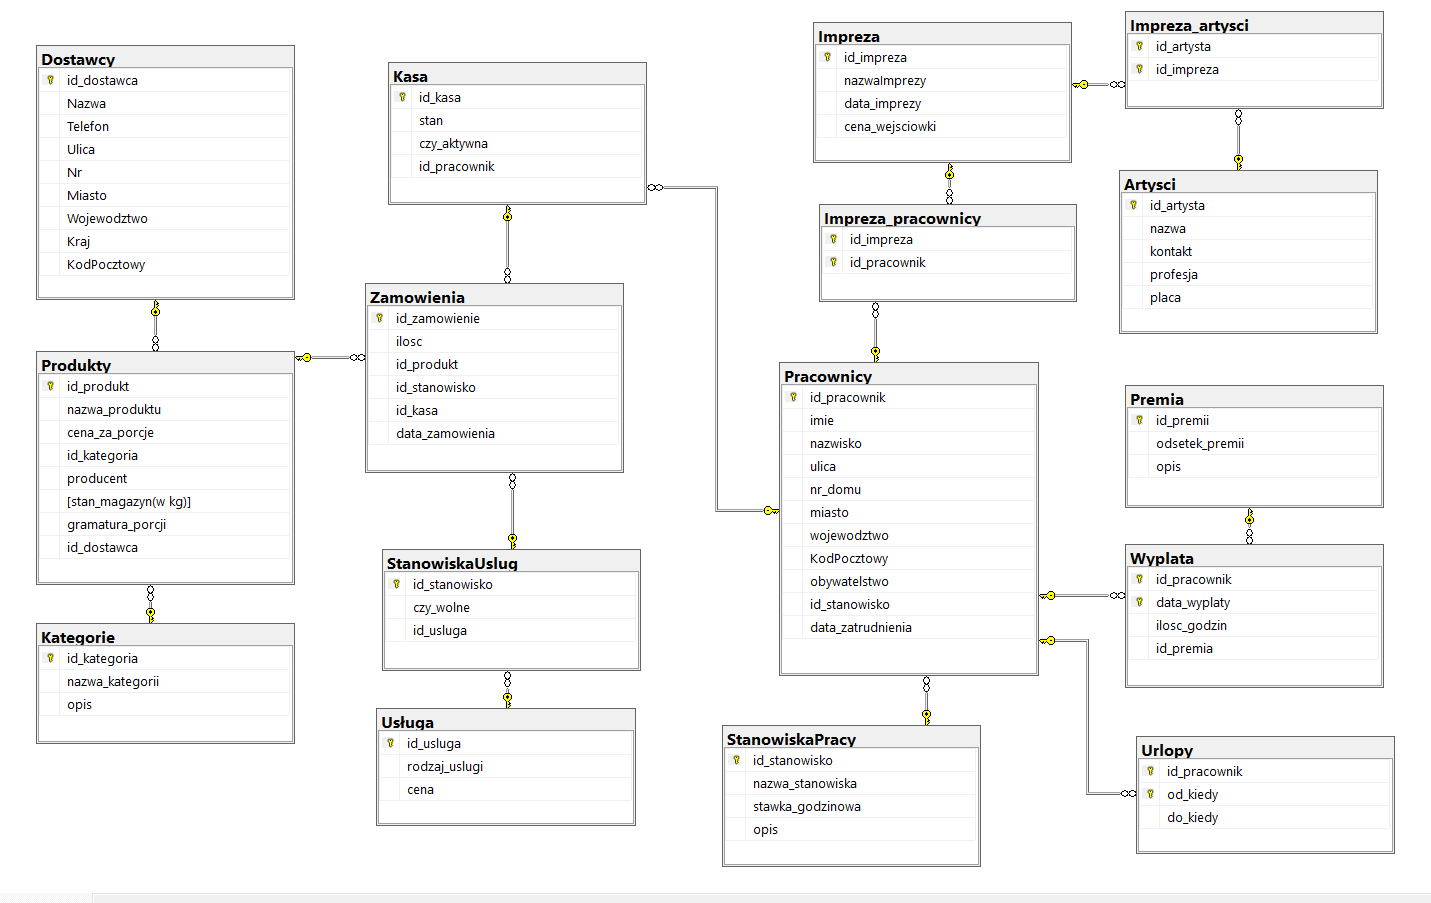 Dostawcy
id_dostawca
Nazwa
Telefon
Ulica
Nr
Miasto
Wojewodztwo
Kraj
KodPocztowy
Produkty
id_produkt
nazwa_produktu
cena_za_porcje
id_kategoria
producent
[stan_magazyn(w kg)]
gramatura_porcji
id_dostawca
Kategorie
id_kategoria
nazwa_kategorii
opis
Kasa
id_kasa
stan
czy_aktywna
id_pracownik
Zamowienia
id_zamowienie
ilosc
id_produkt
id_stanowisko
id_kasa
data_zamowienia
StanowiskaUslug
id_stanowisko
czy_wolne
id_usluga
Usługa
id_usluga
rodzaj_uslugi
cena
Impreza
id_impreza
nazwaImprezy
data_imprezy
cena_wejsciowki
Impreza_pracownicy
id_impreza
id_pracownik
Pracownicy
id_pracownik
imie
nazwisko
ulica
nr_domu
miasto
wojewodztwo
KodPocztowy
obywatelstwo
id_stanowisko
data_zatrudnienia
StanowiskaPracy
id_stanowisko
nazwa_stanowiska
stawka_godzinowa
opis
Impreza_artysci
id_artysta
id_impreza
Artysci
id_artysta
nazwa
kontakt
profesja
placa
Premia
id_premii
odsetek_premii
opis
Wyplata
id_pracownik
data_wyplaty
ilosc_godzin
id_premia
Urlopy
id_pracownik
od_kiedy
do_kiedy